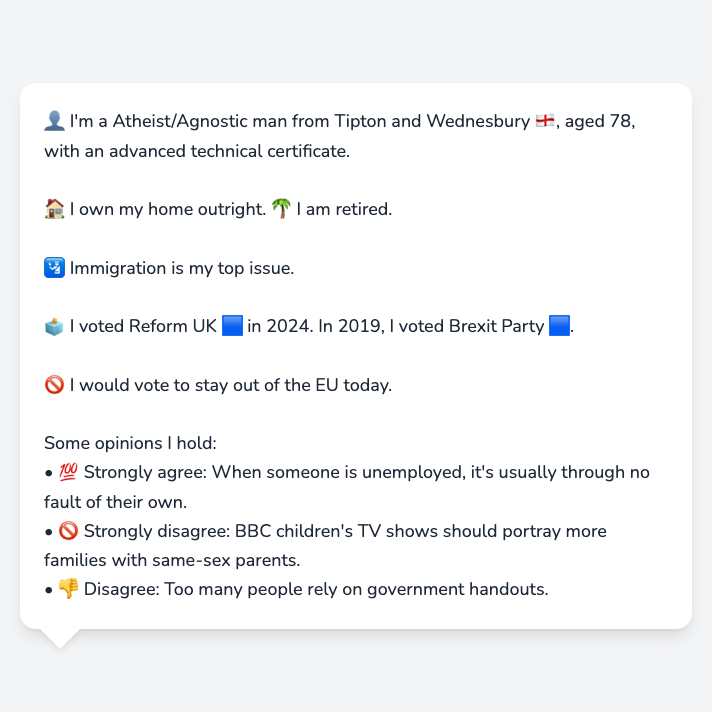 👤 I'm a Atheist/Agnostic man from Tipton and Wednesbury 🏴󠁧󠁢󠁥󠁮󠁧󠁿, aged 78,
with an advanced technical certificate.
🏠 I own my home outright. 🌴 I am retired.
🛂 Immigration is my top issue.
🗳️ I voted Reform UK 🟦 in 2024. In 2019, I voted Brexit Party 🟦.
🚫 I would vote to stay out of the EU today.
Some opinions I hold:
• 💯 Strongly agree: When someone is unemployed, it's usually through no
fault of their own.
• 🚫 Strongly disagree: BBC children's TV shows should portray more
families with same-sex parents.
• 👎 Disagree: Too many people rely on government handouts.